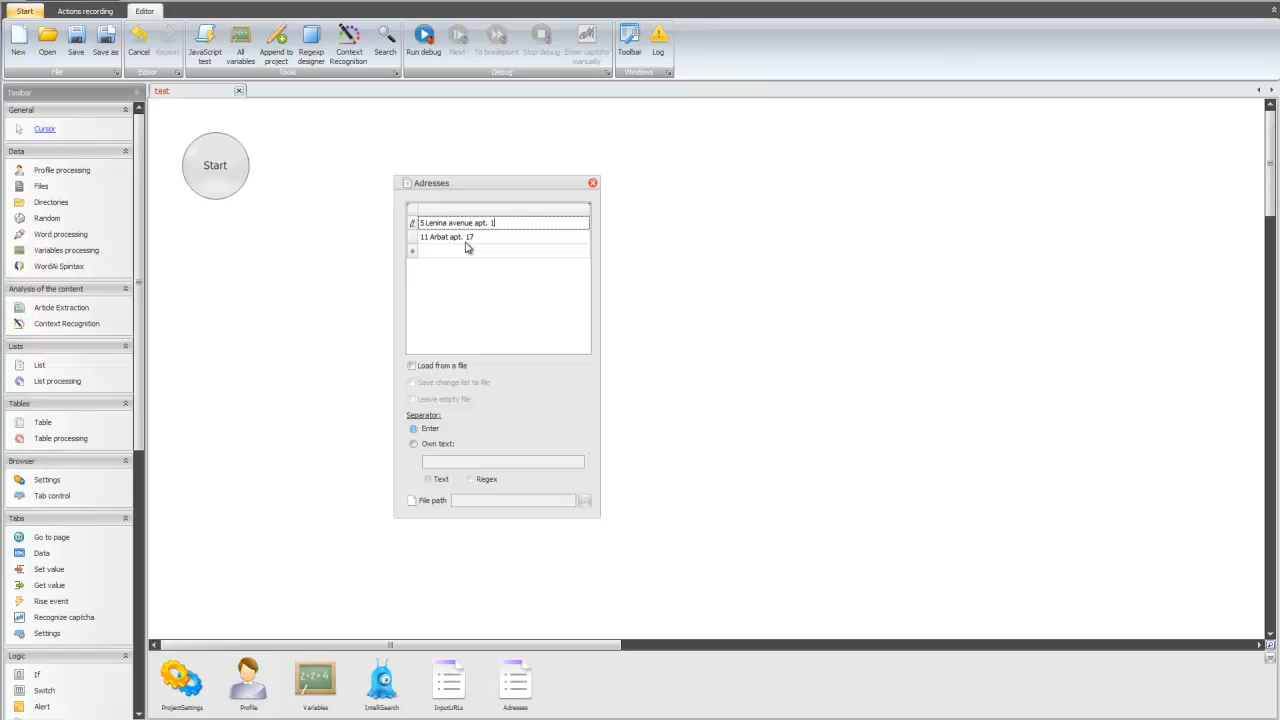 Start
Actions recording
Editor
New
Open
Save
Save as
Cancel
Repeat
JavaScript test
All variables
Append to project
Regexp designer
Context Recognition
Search
Run debug
Next
To breakpoint
Stop debug
Enter captcha manually
Toolbar
Log
File
Editor
Tools
Debug
Windows
Toolbar
test
General
Cursor
Data
Profile processing
Files
Directories
Random
Word processing
Variables processing
WordAi Spintax
Analysis of the content
Article Extraction
Context Recognition
Lists
List
List processing
Tables
Table
Table processing
Browser
Settings
Tab control
Tabs
Go to page
Data
Set value
Get value
Rise event
Recognize captcha
Settings
Logic
If
Switch
Alert
Start
Adresses
5 Lenina avenue apt. 1
11 Arbat apt. 17
Load from a file
Save change list to file
Leave empty file
Separator:
Enter
Own text:
Text
Regex
File path
2+2=4
ProjectSettings
Profile
Variables
IntelliSearch
InputURLs
Adresses